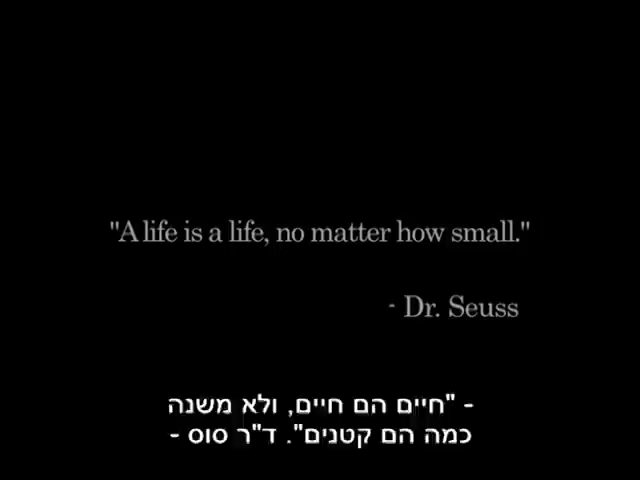 "A life is a life, no matter how small."
- Dr. Seuss
- "חיים הם חיים, ולא משנה
כמה הם קטנים". ד"ר סוס -